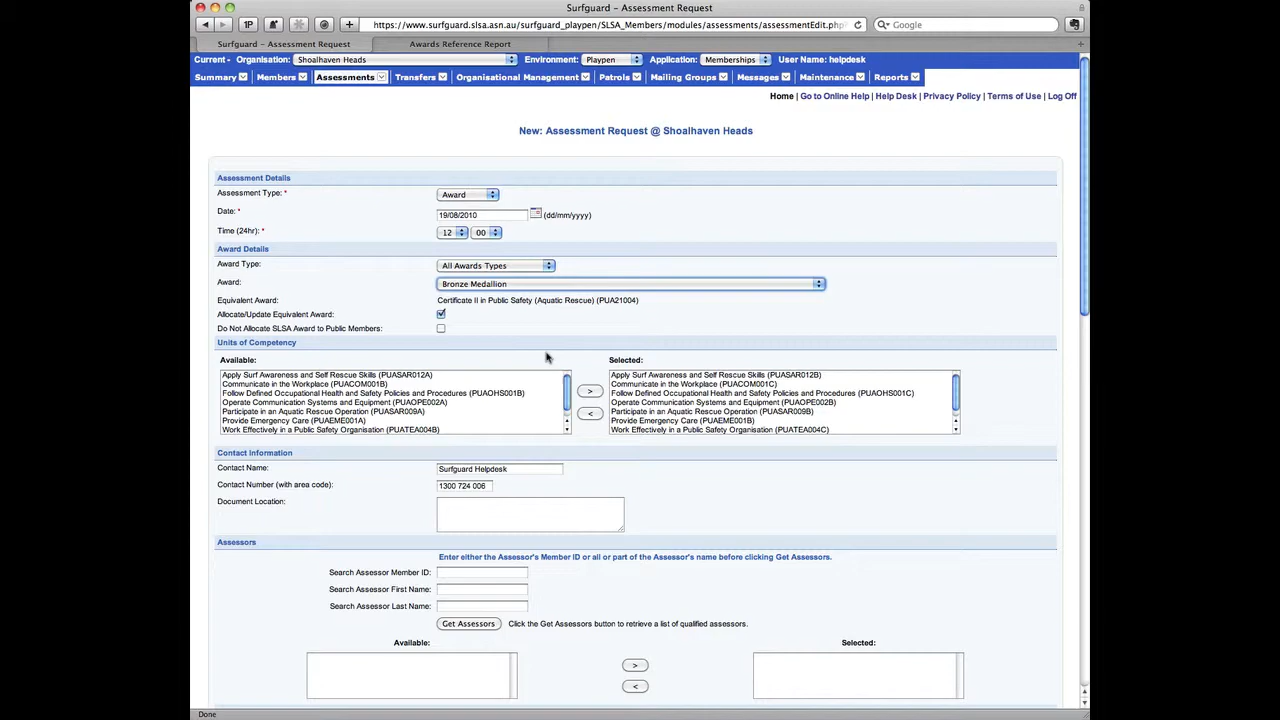 Surfguard – Assessment Request
1P
https://www.surfguard.slsa.asn.au/surfguard_playpen/SLSA_Members/modules/assessments/assessmentEdit.php
Google
Surfguard – Assessment Request
Awards Reference Report
Current - Organisation: Shoalhaven Heads Environment: Playpen Application: Memberships User Name: helpdesk
Summary Members Assessments Transfers Organisational Management Patrols Mailing Groups Messages Maintenance Reports
Home | Go to Online Help | Help Desk | Privacy Policy | Terms of Use | Log Off
New: Assessment Request @ Shoalhaven Heads
Assessment Details
Assessment Type: * Award
Date: * 19/08/2010 (dd/mm/yyyy)
Time (24hr): * 12 00
Award Details
Award Type: All Awards Types
Award: Bronze Medallion
Equivalent Award: Certificate II in Public Safety (Aquatic Rescue) (PUA21004)
Allocate/Update Equivalent Award:
Do Not Allocate SLSA Award to Public Members:
Units of Competency
Available: Selected:
Apply Surf Awareness and Self Rescue Skills (PUASAR012A) Apply Surf Awareness and Self Rescue Skills (PUASAR012B)
Communicate in the Workplace (PUACOM001B) > Communicate in the Workplace (PUACOM001C)
Follow Defined Occupational Health and Safety Policies and Procedures (PUAOHS001B) Follow Defined Occupational Health and Safety Policies and Procedures (PUAOHS001C)
Operate Communication Systems and Equipment (PUAOPE002A) Operate Communication Systems and Equipment (PUAOPE002B)
Participate in an Aquatic Rescue Operation (PUASAR009A) < Participate in an Aquatic Rescue Operation (PUASAR009B)
Provide Emergency Care (PUAEME001A) Provide Emergency Care (PUAEME001B)
Work Effectively in a Public Safety Organisation (PUATEA004B) Work Effectively in a Public Safety Organisation (PUATEA004C)
Contact Information
Contact Name: Surfguard Helpdesk
Contact Number (with area code): 1300 724 006
Document Location:
Assessors
Enter either the Assessor's Member ID or all or part of the Assessor's name before clicking Get Assessors.
Search Assessor Member ID:
Search Assessor First Name:
Search Assessor Last Name:
Get Assessors Click the Get Assessors button to retrieve a list of qualified assessors.
Available: Selected:
>
<
Done